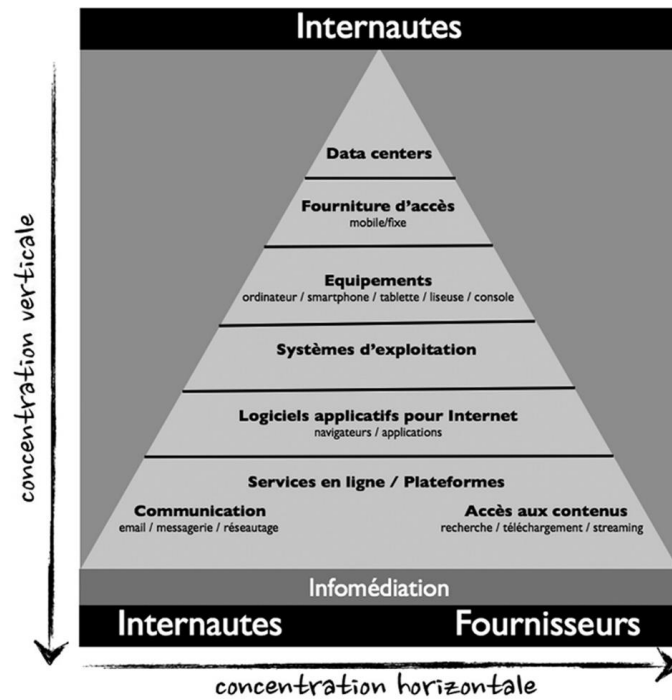 Internautes
Data centers
Fourniture d'accès
mobile/fixe
Equipements
ordinateur / smartphone / tablette / liseuse / console
Systèmes d'exploitation
Logiciels applicatifs pour Internet
navigateurs / applications
Services en ligne / Plateformes
Communication
email / messagerie / réseautage
Accès aux contenus
recherche / téléchargement / streaming
Infomédiation
Internautes
Fournisseurs
concentration verticale
concentration horizontale